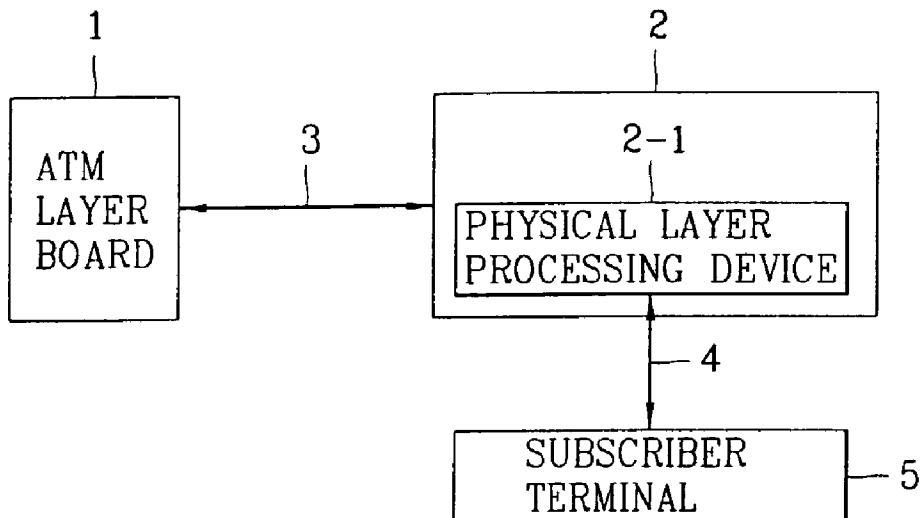 1
2
3
2-1
ATM
LAYER
BOARD
PHYSICAL LAYER
PROCESSING DEVICE
4
SUBSCRIBER
TERMINAL
5